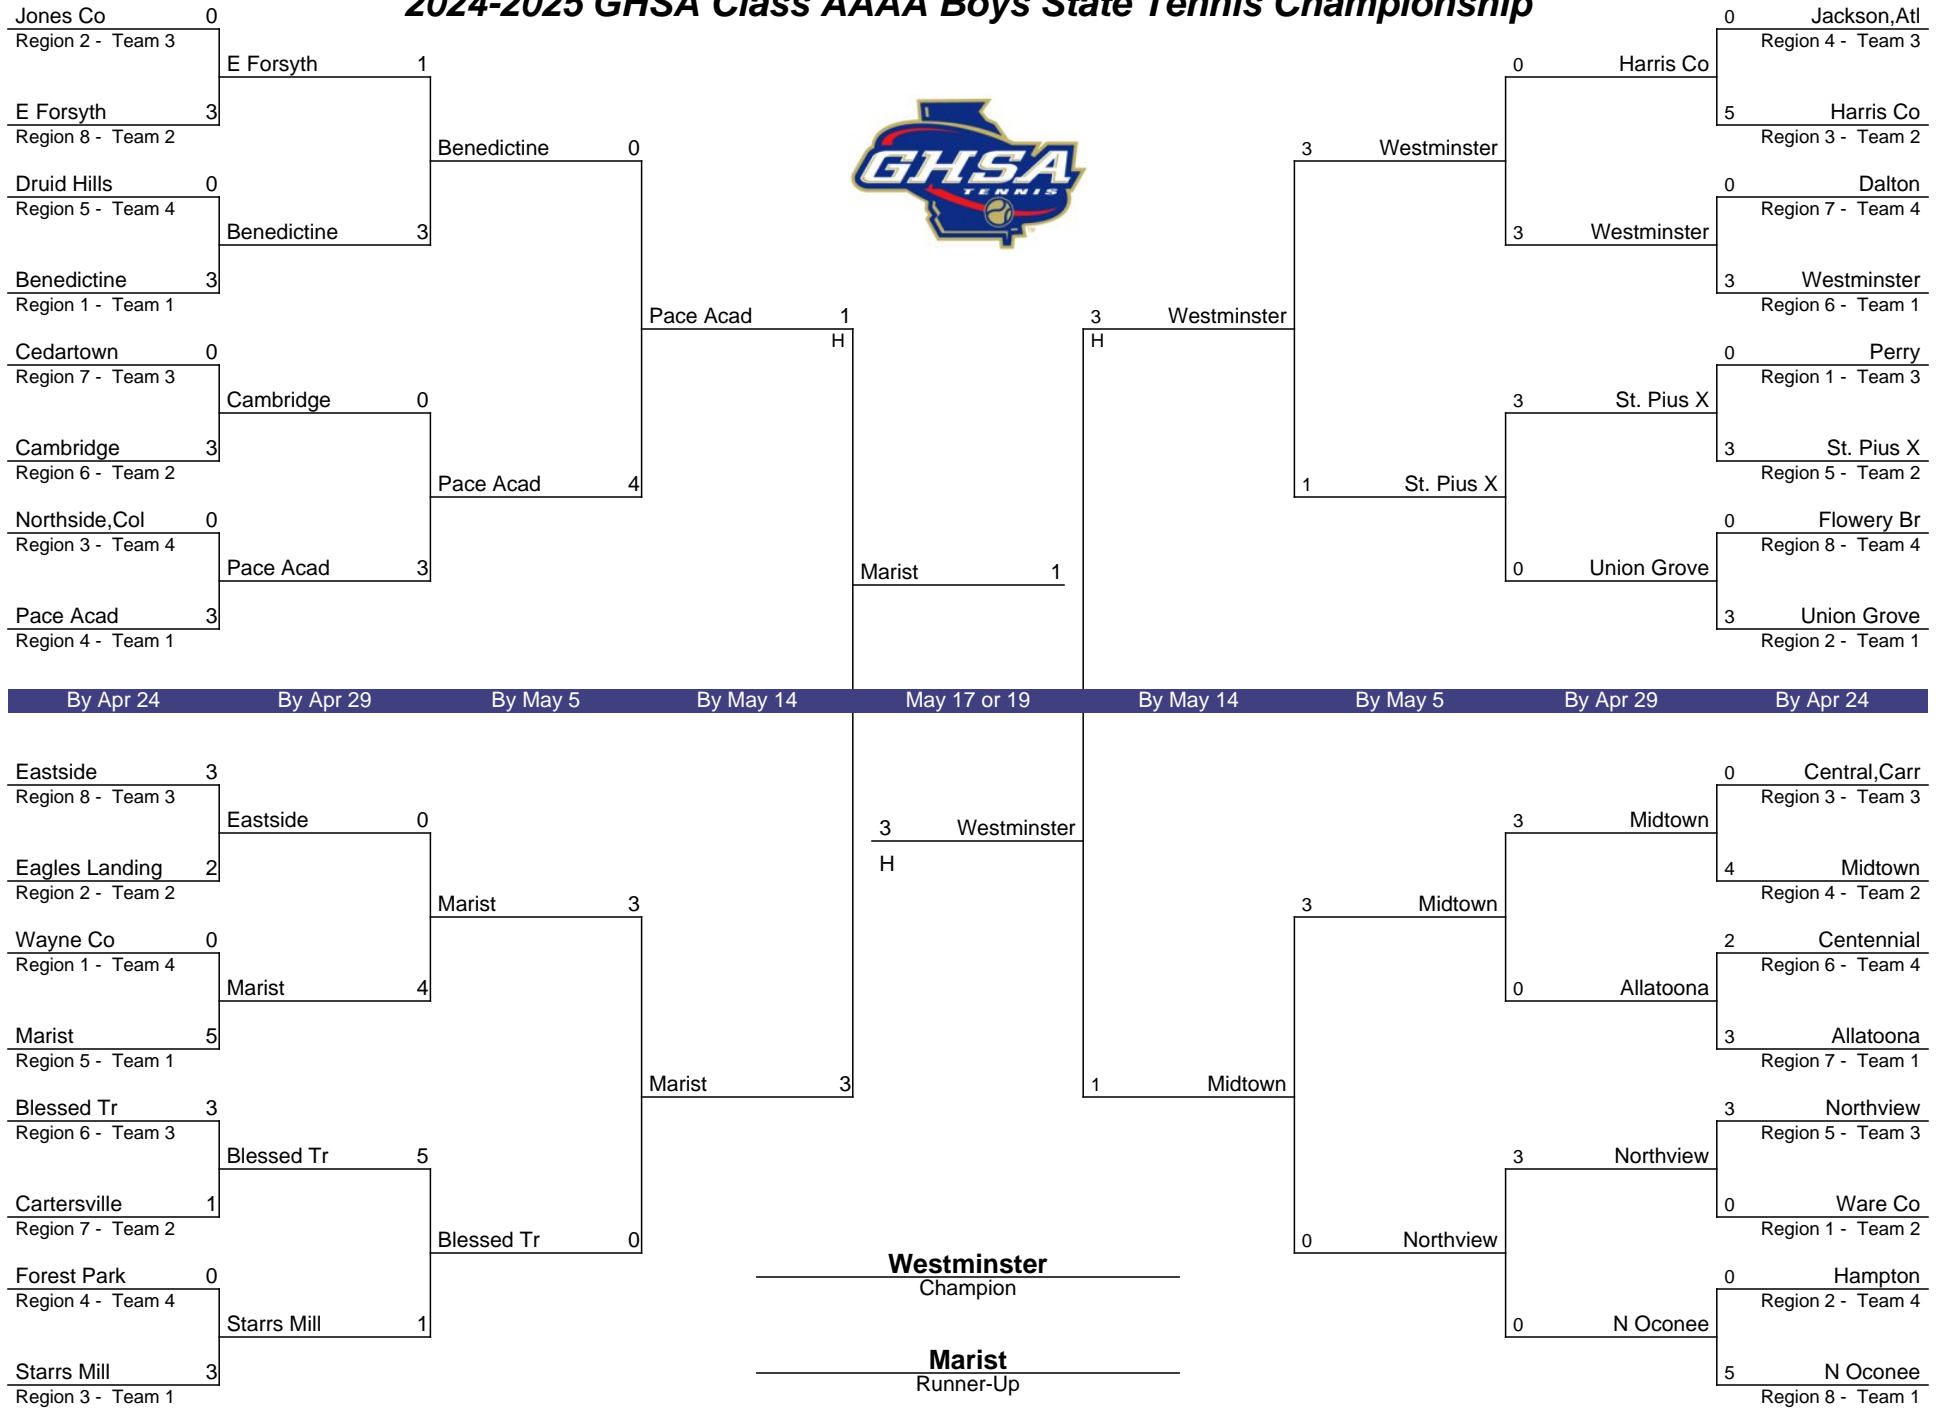 2024-2025 GHSA Class AAAA Boys State Tennis Championship
Jones Co 0
Region 2 - Team 3
E Forsyth 1
E Forsyth 3
Region 8 - Team 2
Benedictine 0
Druid Hills 0
Region 5 - Team 4
Benedictine 3
Benedictine 3
Region 1 - Team 1
Pace Acad 1
H
Cedartown 0
Region 7 - Team 3
Cambridge 0
Cambridge 3
Region 6 - Team 2
Pace Acad 4
Northside,Col 0
Region 3 - Team 4
Pace Acad 3
Pace Acad 3
Region 4 - Team 1
Marist 1
GHSA
TENNIS
0 Jackson,Atl
Region 4 - Team 3
0 Harris Co
5 Harris Co
Region 3 - Team 2
3 Westminster
0 Dalton
Region 7 - Team 4
3 Westminster
3 Westminster
Region 6 - Team 1
3 Westminster
H
0 Perry
Region 1 - Team 3
3 St. Pius X
3 St. Pius X
Region 5 - Team 2
1 St. Pius X
0 Flowery Br
Region 8 - Team 4
0 Union Grove
3 Union Grove
Region 2 - Team 1
By Apr 24 By Apr 29 By May 5 By May 14 May 17 or 19 By May 14 By May 5 By Apr 29 By Apr 24
Eastside 3
Region 8 - Team 3
Eastside 0
Eagles Landing 2
Region 2 - Team 2
Marist 3
Wayne Co 0
Region 1 - Team 4
Marist 4
Marist 5
Region 5 - Team 1
Marist 3
Blessed Tr 3
Region 6 - Team 3
Blessed Tr 5
Cartersville 1
Region 7 - Team 2
Blessed Tr 0
Forest Park 0
Region 4 - Team 4
Starrs Mill 1
Starrs Mill 3
Region 3 - Team 1
3 Westminster
H
0 Central,Carr
Region 3 - Team 3
3 Midtown
4 Midtown
Region 4 - Team 2
3 Midtown
2 Centennial
Region 6 - Team 4
0 Allatoona
3 Allatoona
Region 7 - Team 1
1 Midtown
3 Northview
Region 5 - Team 3
3 Northview
0 Ware Co
Region 1 - Team 2
0 Northview
0 Hampton
Region 2 - Team 4
0 N Oconee
5 N Oconee
Region 8 - Team 1
Westminster
Champion
Marist
Runner-Up